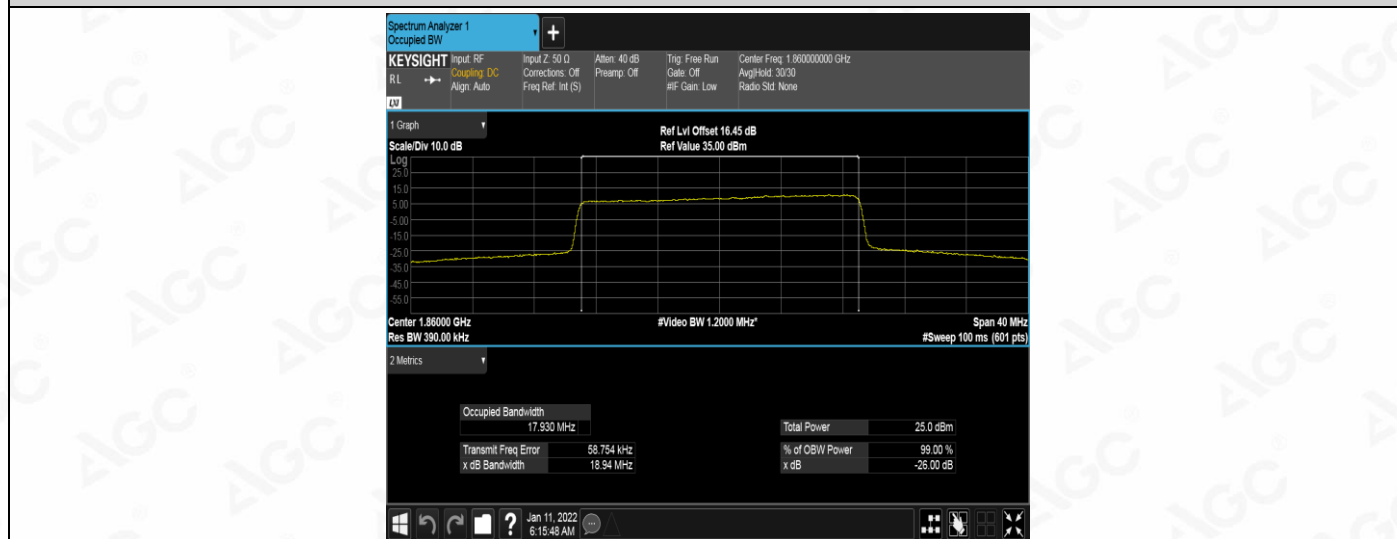 Spectrum Analyzer 1
Occupied BW
+
KEYSIGHT
RL
LXI
Input: RF
Coupling: DC
Align: Auto
Input Z: 50 Ω
Corrections: Off
Freq Ref: Int (S)
Atten: 40 dB
Preamp: Off
Trig: Free Run
Gate: Off
#IF Gain: Low
Center Freq: 1.860000000 GHz
Avg|Hold: 30/30
Radio Std: None
1 Graph
Scale/Div 10.0 dB
Ref Lvl Offset 16.45 dB
Ref Value 35.00 dBm
Log
25.0
15.0
5.00
-5.00
-15.0
-25.0
-35.0
-45.0
-55.0
Center 1.86000 GHz
#Video BW 1.2000 MHz*
Span 40 MHz
Res BW 390.00 kHz
#Sweep 100 ms (601 pts)
2 Metrics
Occupied Bandwidth
17.930 MHz
Total Power 25.0 dBm
Transmit Freq Error 58.754 kHz
% of OBW Power 99.00 %
x dB Bandwidth 18.94 MHz
x dB -26.00 dB
?
Jan 11, 2022
6:15:48 AM
AGC